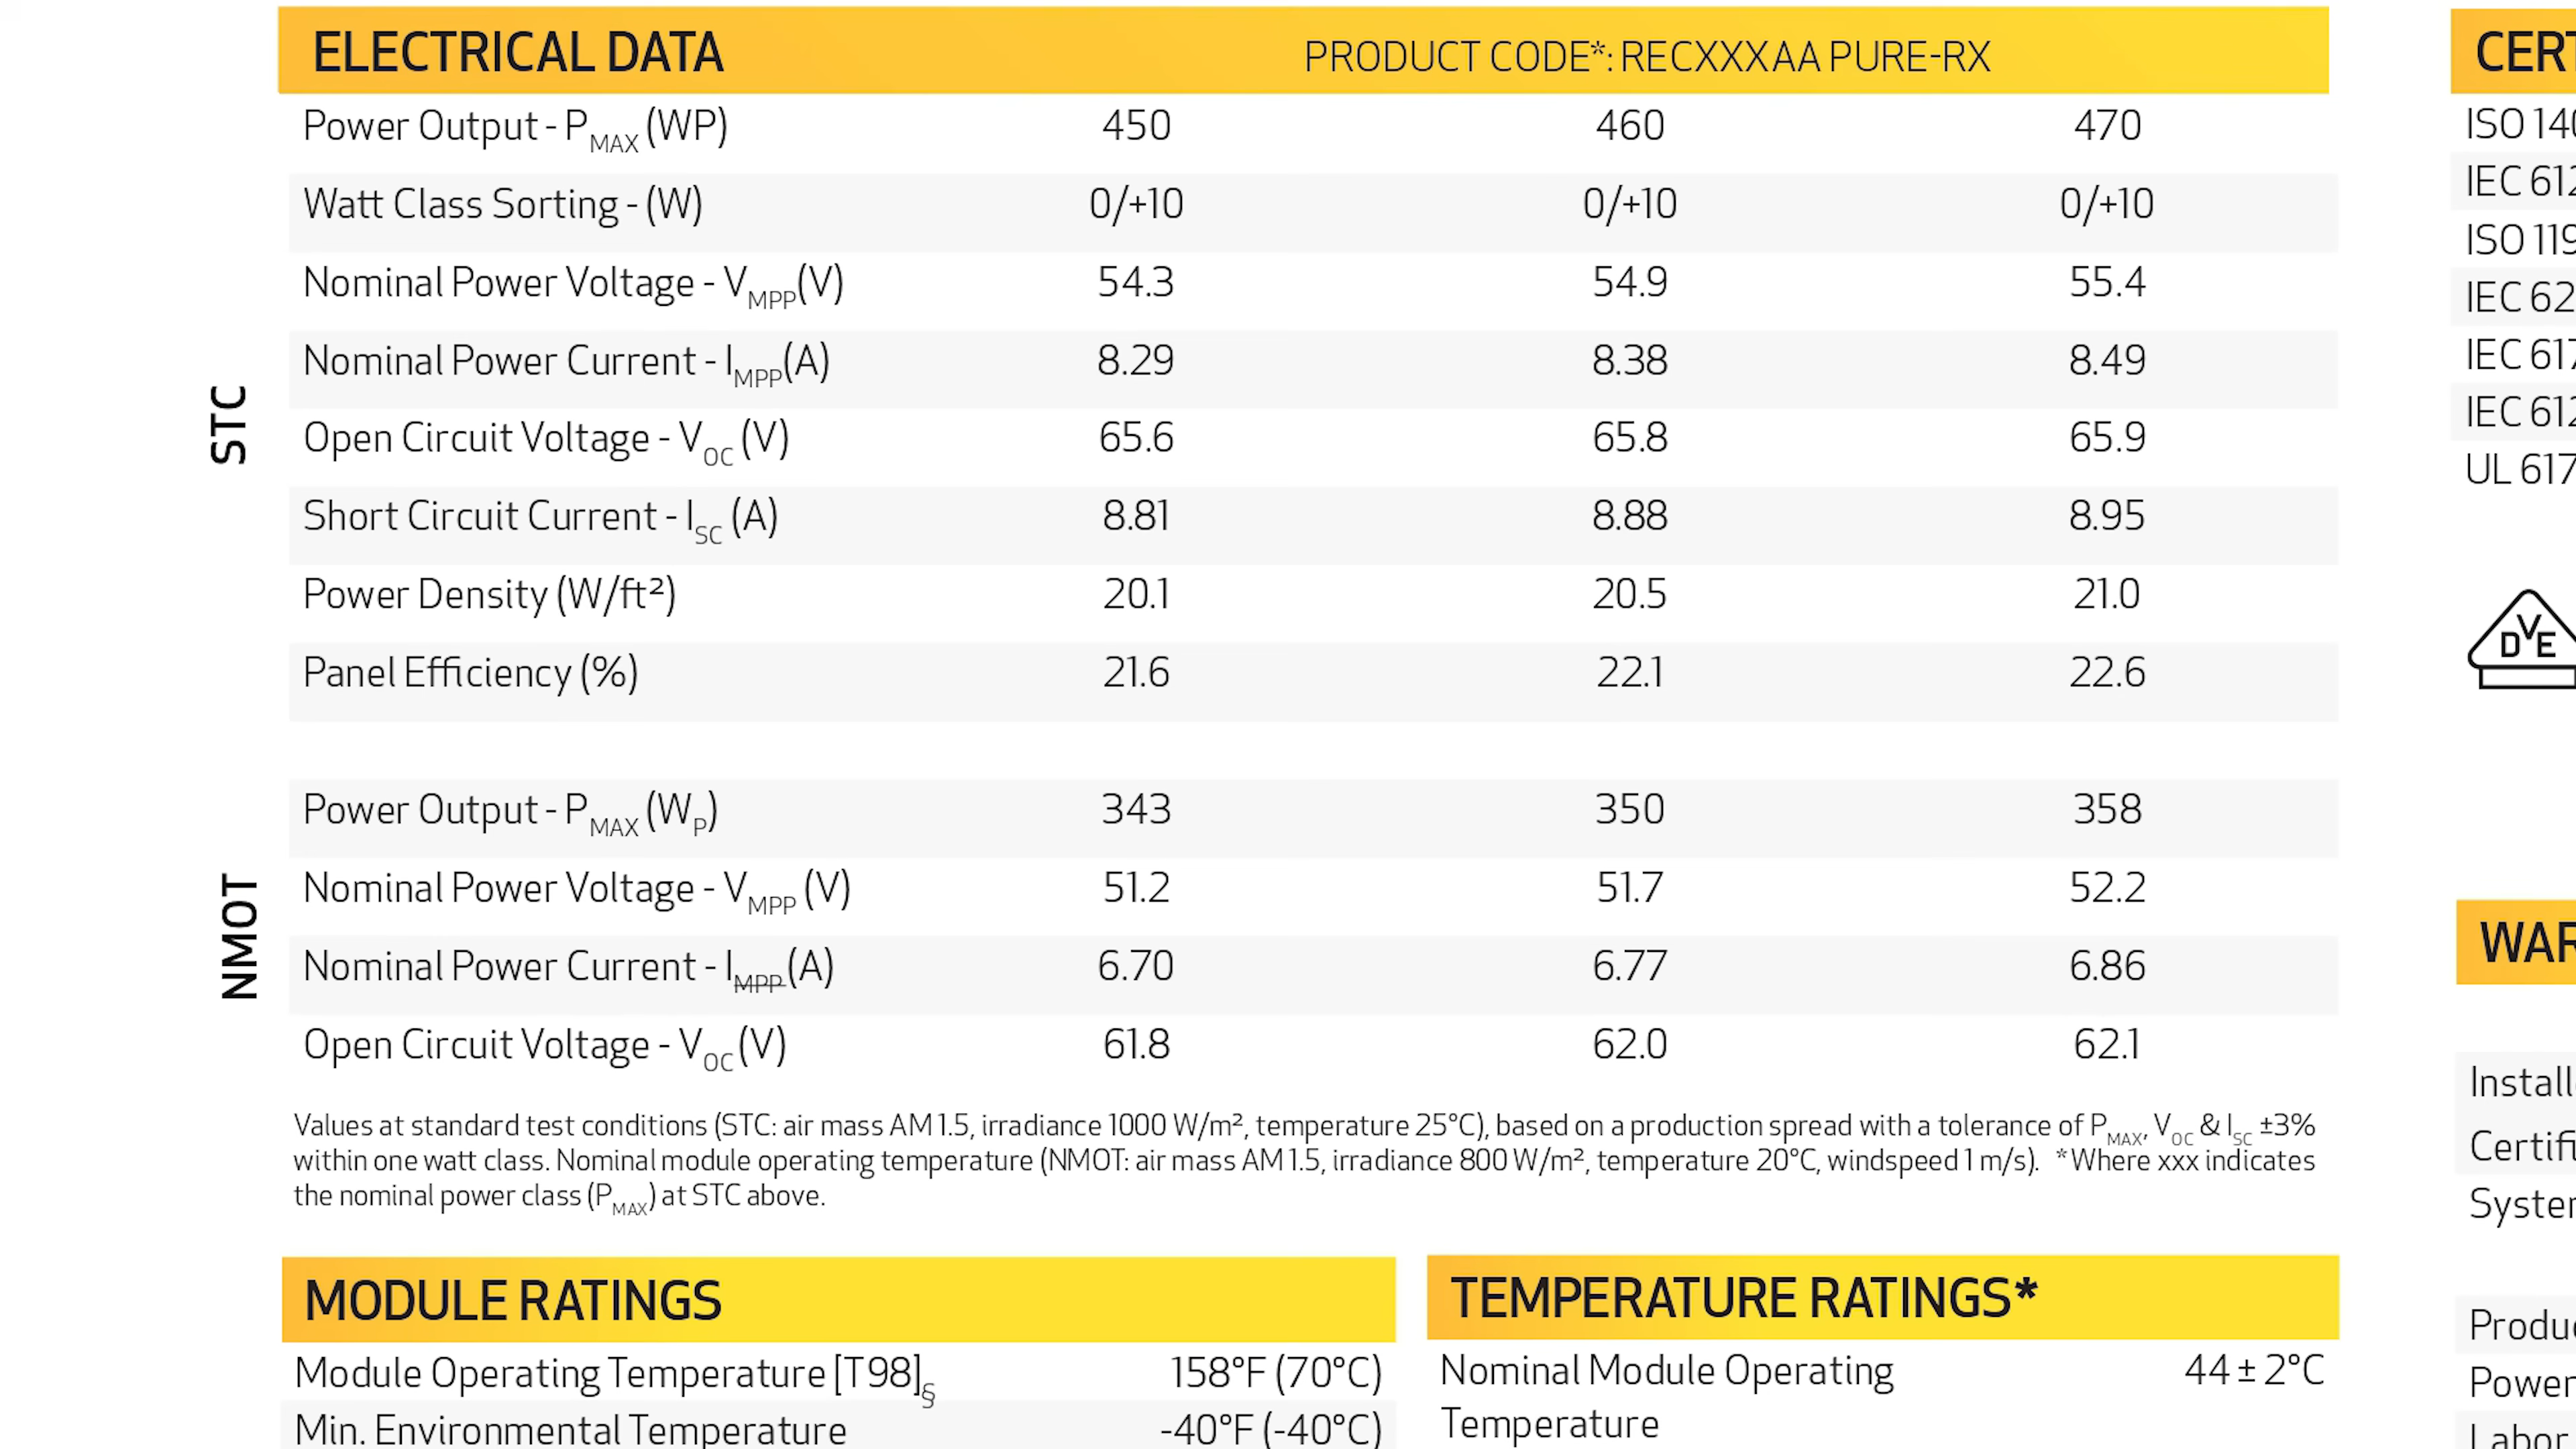 ELECTRICAL DATA PRODUCT CODE*: RECXXXAA PURE-RX
STC
Power Output - PMAX (WP) 450 460 470
Watt Class Sorting - (W) 0/+10 0/+10 0/+10
Nominal Power Voltage - VMPP(V) 54.3 54.9 55.4
Nominal Power Current - IMPP(A) 8.29 8.38 8.49
Open Circuit Voltage - VOC (V) 65.6 65.8 65.9
Short Circuit Current - ISC (A) 8.81 8.88 8.95
Power Density (W/ft²) 20.1 20.5 21.0
Panel Efficiency (%) 21.6 22.1 22.6
NMOT
Power Output - PMAX (WP) 343 350 358
Nominal Power Voltage - VMPP (V) 51.2 51.7 52.2
Nominal Power Current - IMPP (A) 6.70 6.77 6.86
Open Circuit Voltage - VOC (V) 61.8 62.0 62.1
Values at standard test conditions (STC: air mass AM 1.5, irradiance 1000 W/m², temperature 25°C), based on a production spread with a tolerance of PMAX, VOC & ISC ±3%
within one watt class. Nominal module operating temperature (NMOT: air mass AM 1.5, irradiance 800 W/m², temperature 20°C, windspeed 1 m/s). *Where xxx indicates
the nominal power class (PMAX) at STC above.
MODULE RATINGS
Module Operating Temperature [T98]§ 158°F (70°C)
Min. Environmental Temperature -40°F (-40°C)
TEMPERATURE RATINGS*
Nominal Module Operating 44 ± 2°C
Temperature
ISO
IEC
ISO
IEC
IEC
IEC
UL
DVE